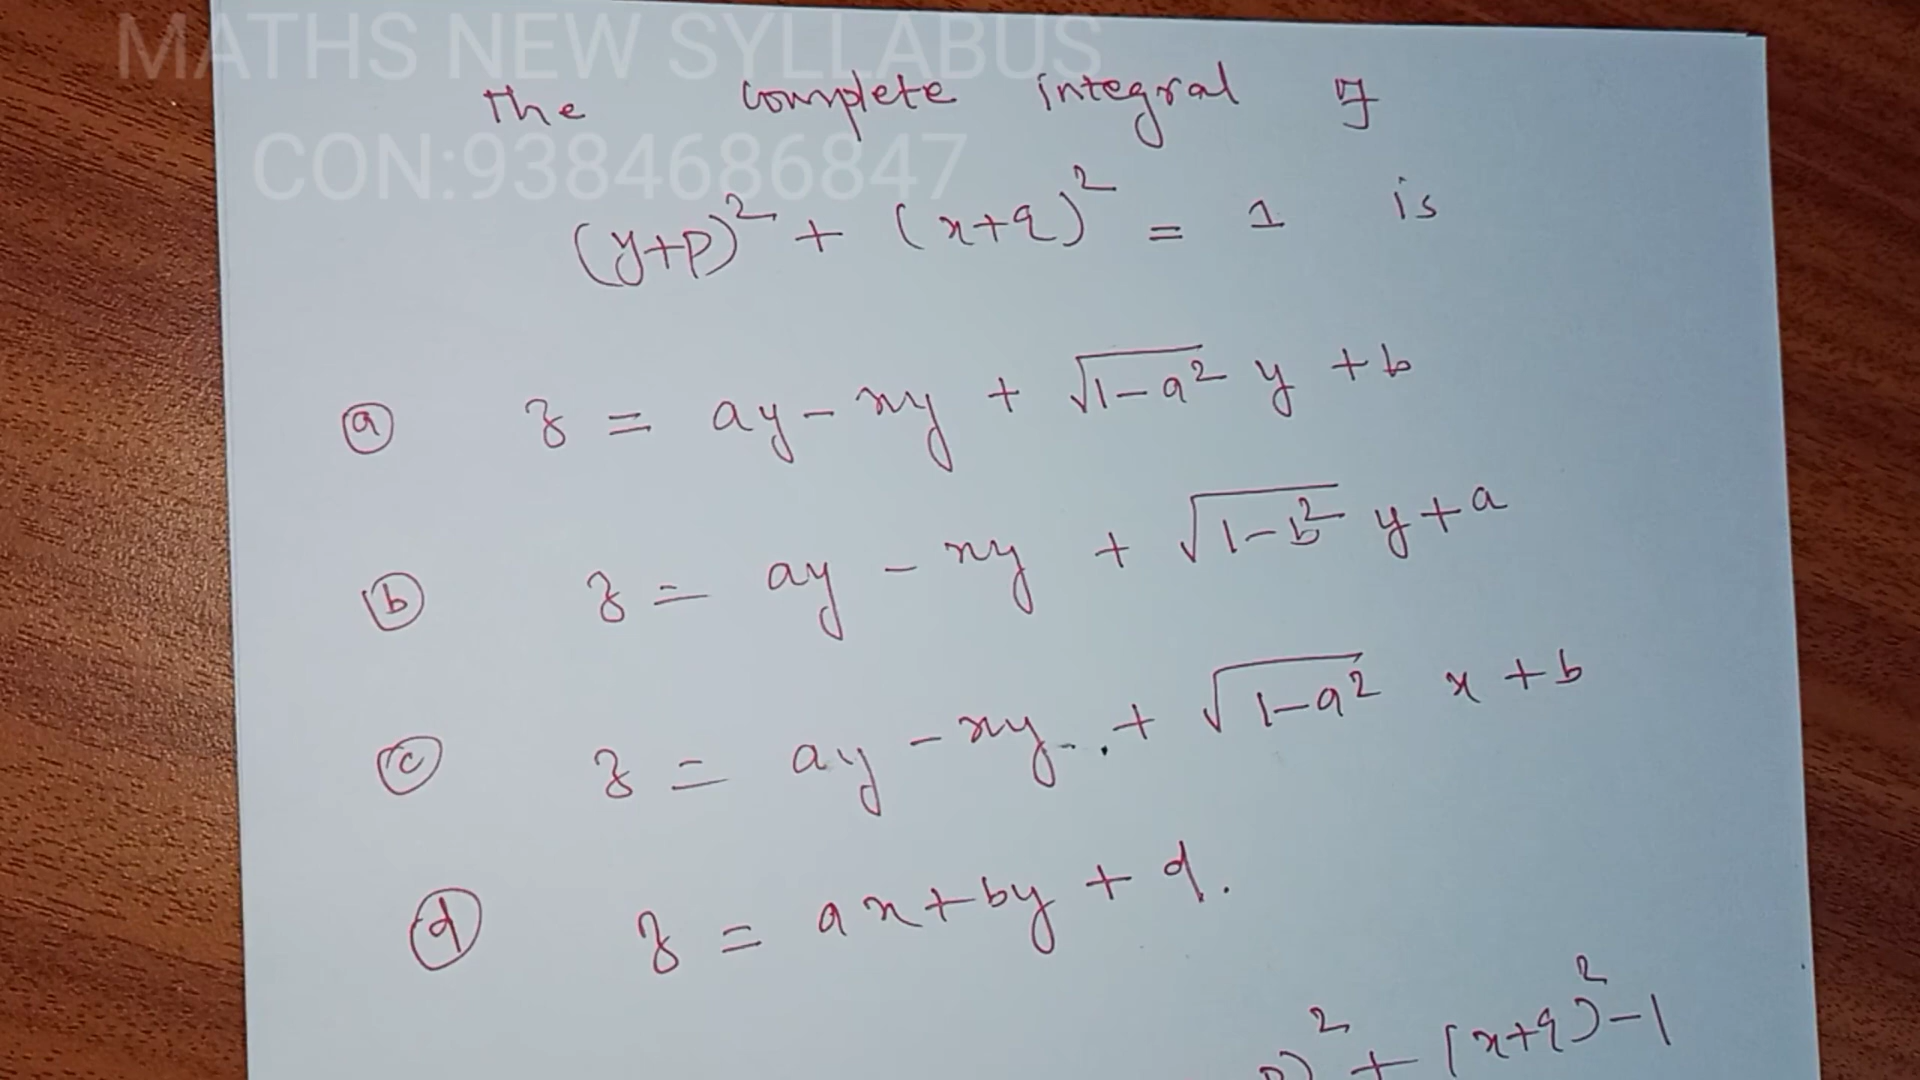 MATHS NEW SYLLABUS
CON:9384686847
The complete integral of
(y+p)² + (x+q)² = 1 is
ⓐ z = ay - xy + √(1-a²) y + b
ⓑ z = ay - xy + √(1-b²) y + a
ⓒ z = ay - xy + √(1-a²) x + b
ⓓ z = ax + by + d.
)² + (x+q)² - 1